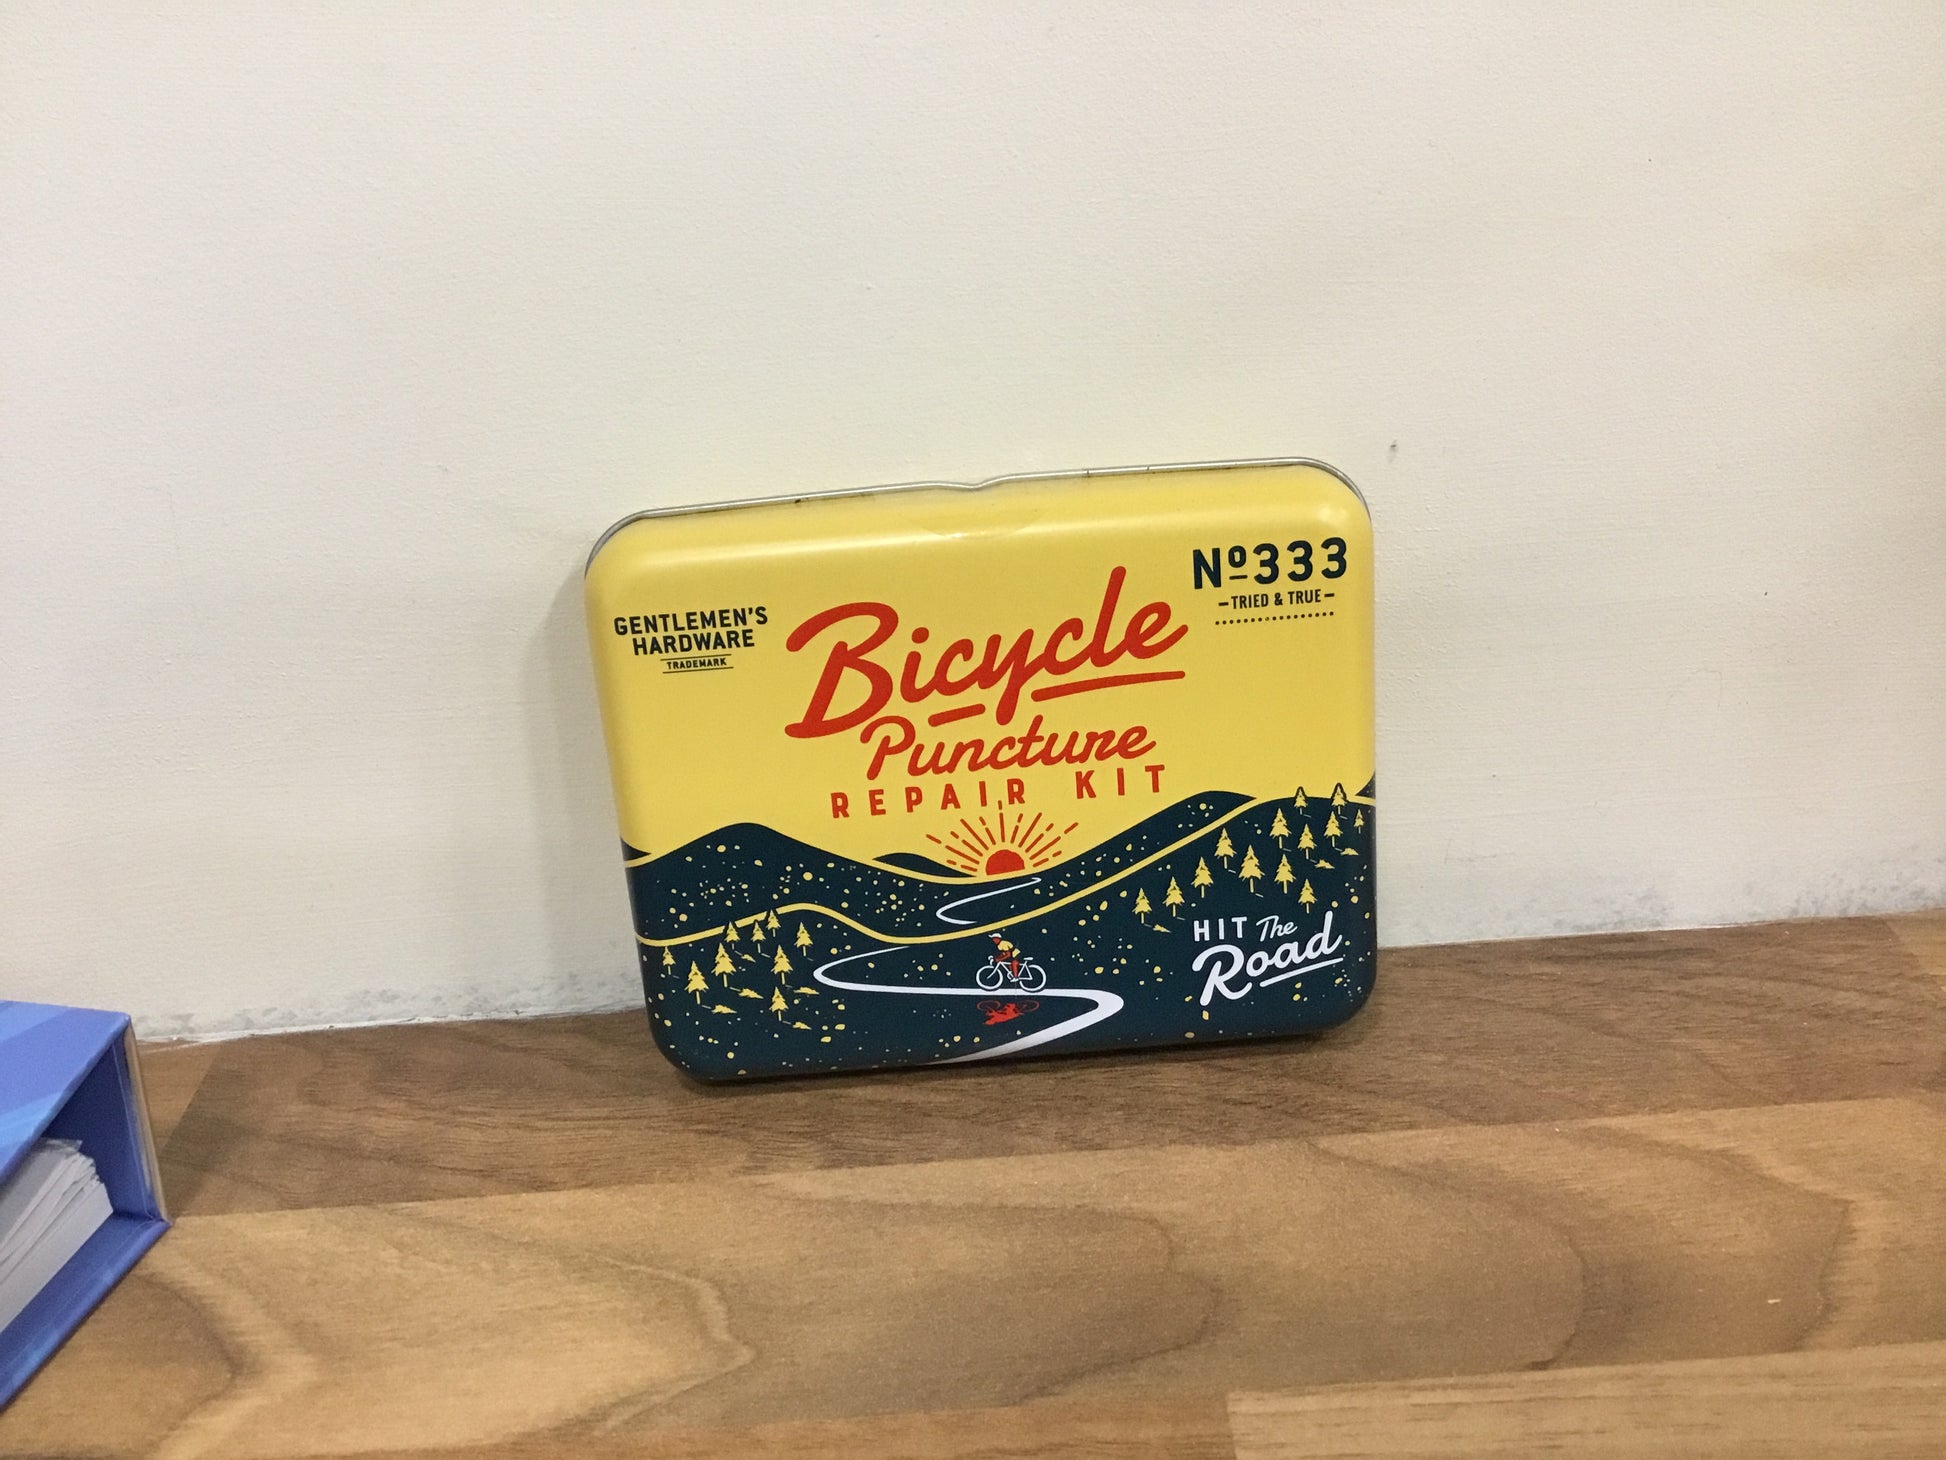 GENTLEMEN'S
HARDWARE
TRADEMARK
Nº333
TRIED & TRUE
Bicycle
Puncture
REPAIR KIT
HIT The
Road